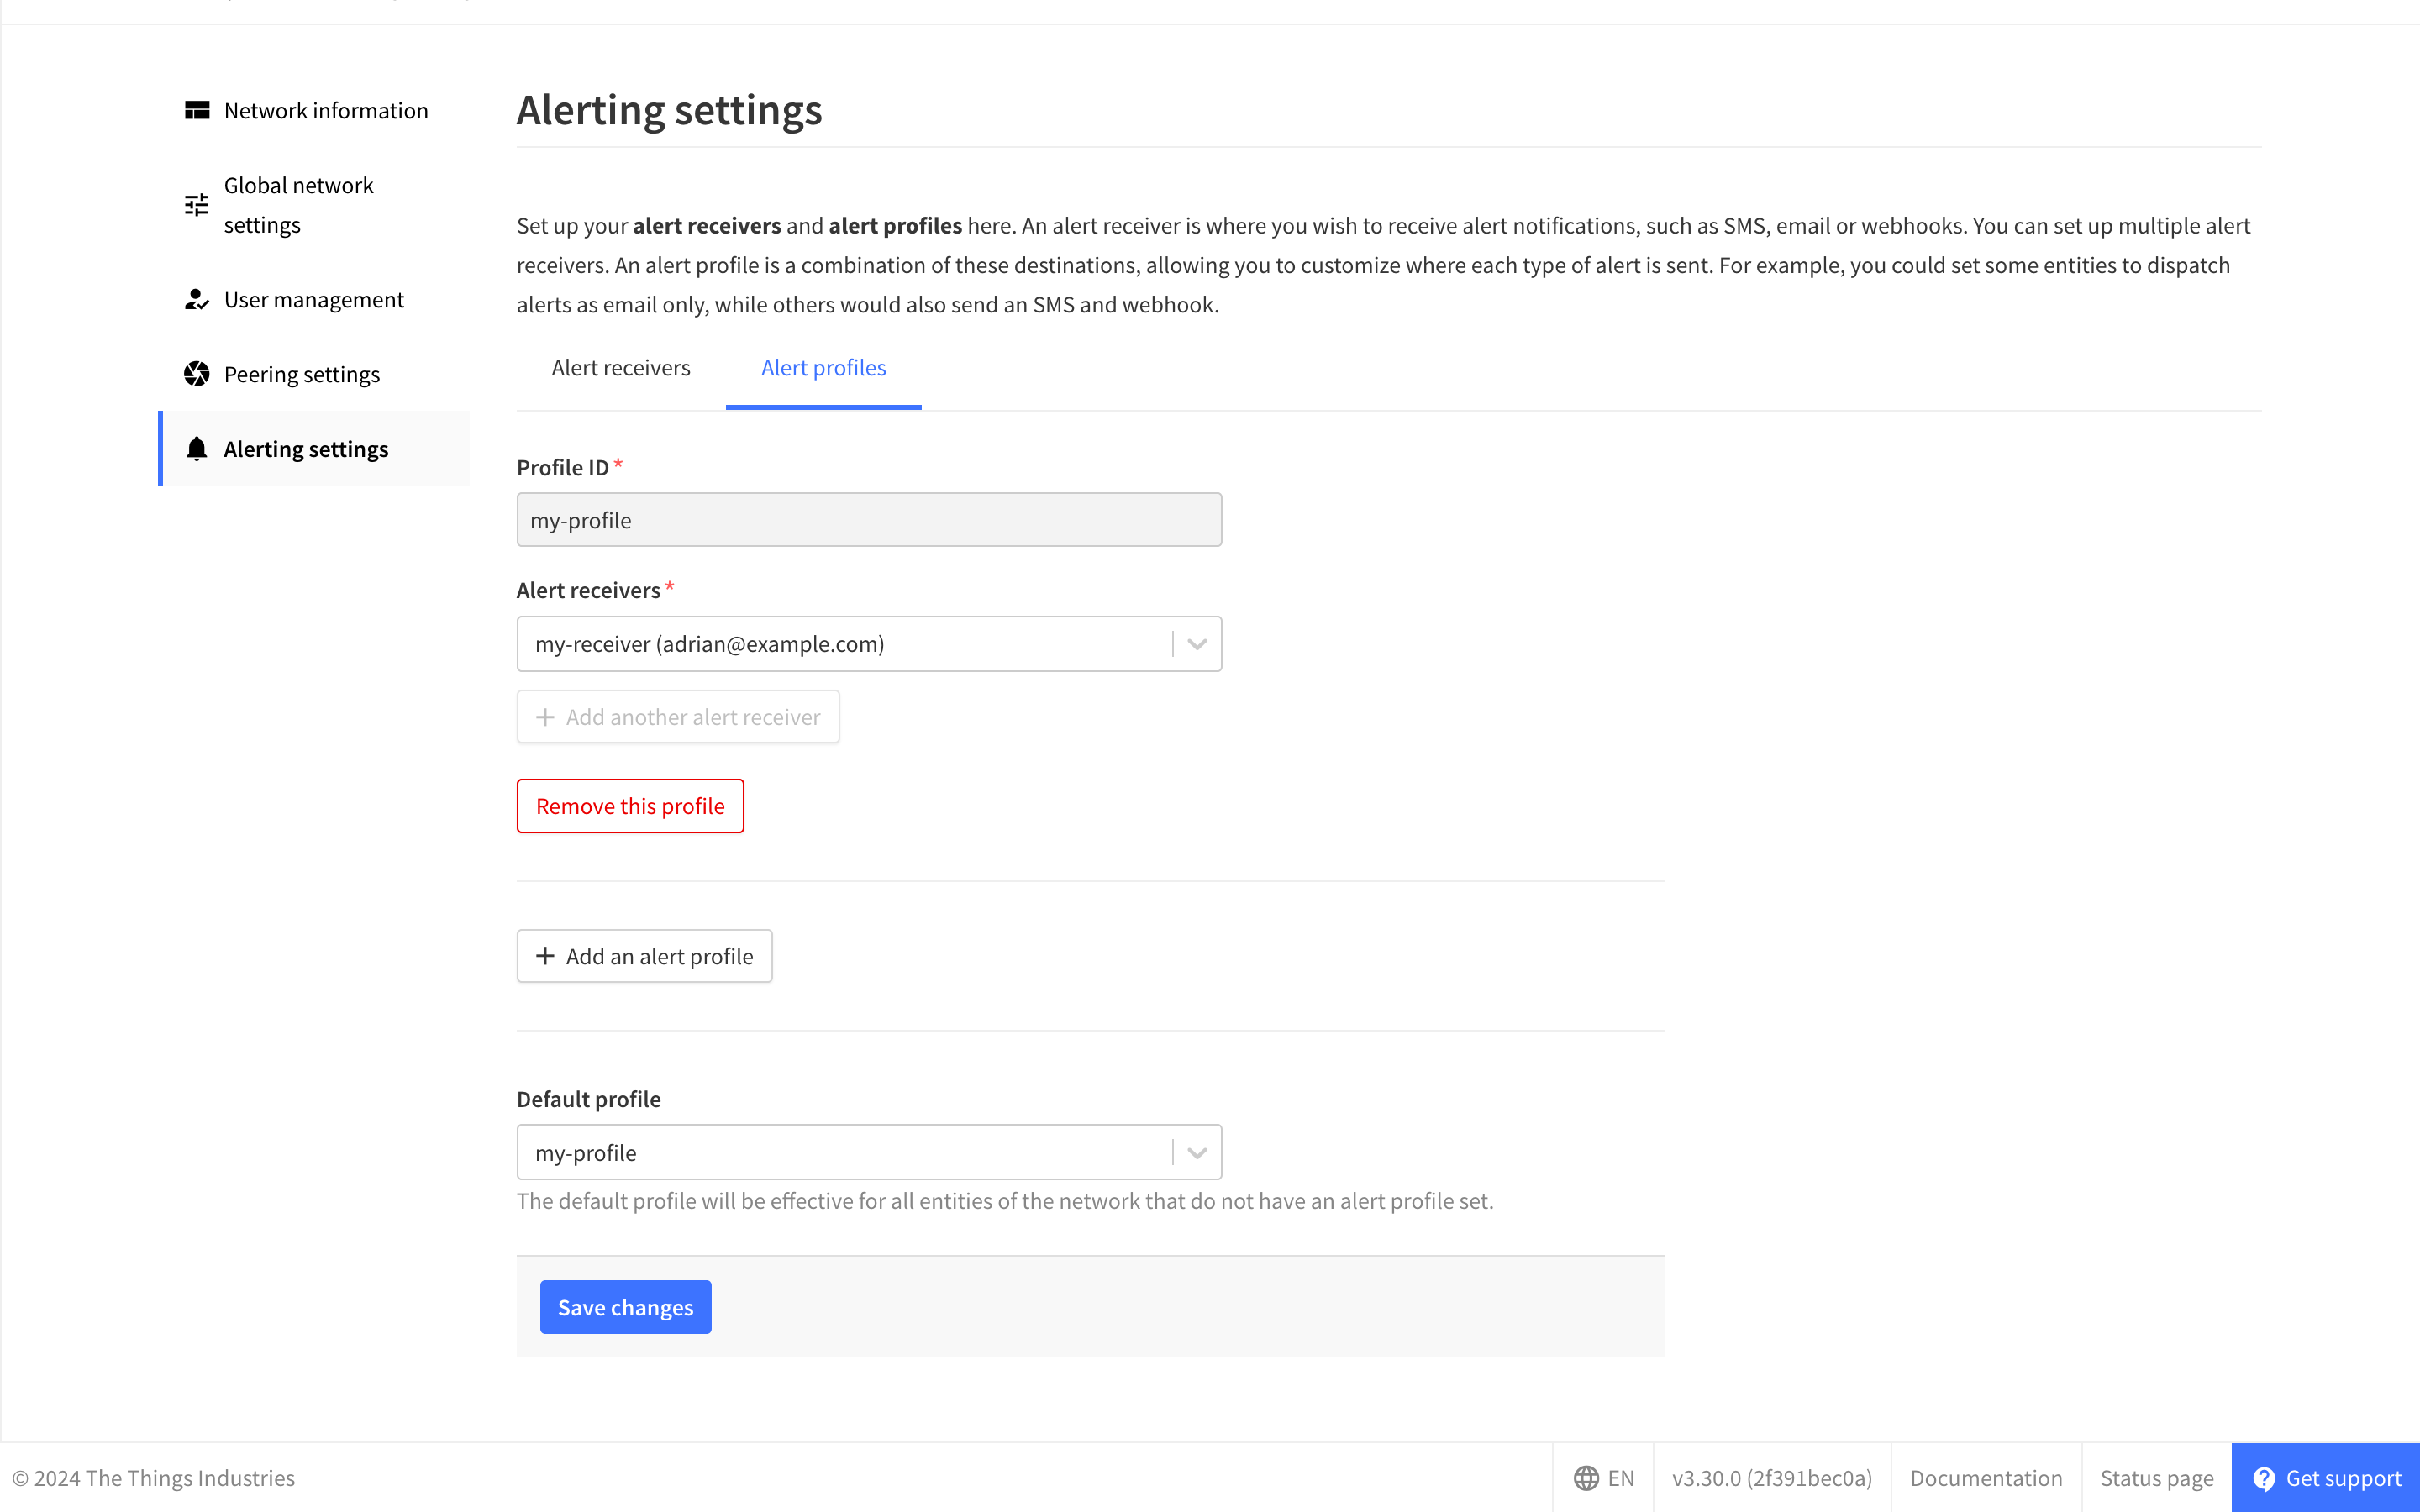 Network information
Global network
settings
User management
Peering settings
Alerting settings
Alerting settings
Set up your alert receivers and alert profiles here. An alert receiver is where you wish to receive alert notifications, such as SMS, email or webhooks. You can set up multiple alert
receivers. An alert profile is a combination of these destinations, allowing you to customize where each type of alert is sent. For example, you could set some entities to dispatch
alerts as email only, while others would also send an SMS and webhook.
Alert receivers Alert profiles
Profile ID *
my-profile
Alert receivers *
my-receiver (adrian@example.com)
+ Add another alert receiver
Remove this profile
+ Add an alert profile
Default profile
my-profile
The default profile will be effective for all entities of the network that do not have an alert profile set.
Save changes
© 2024 The Things Industries EN v3.30.0 (2f391bec0a) Documentation Status page Get support